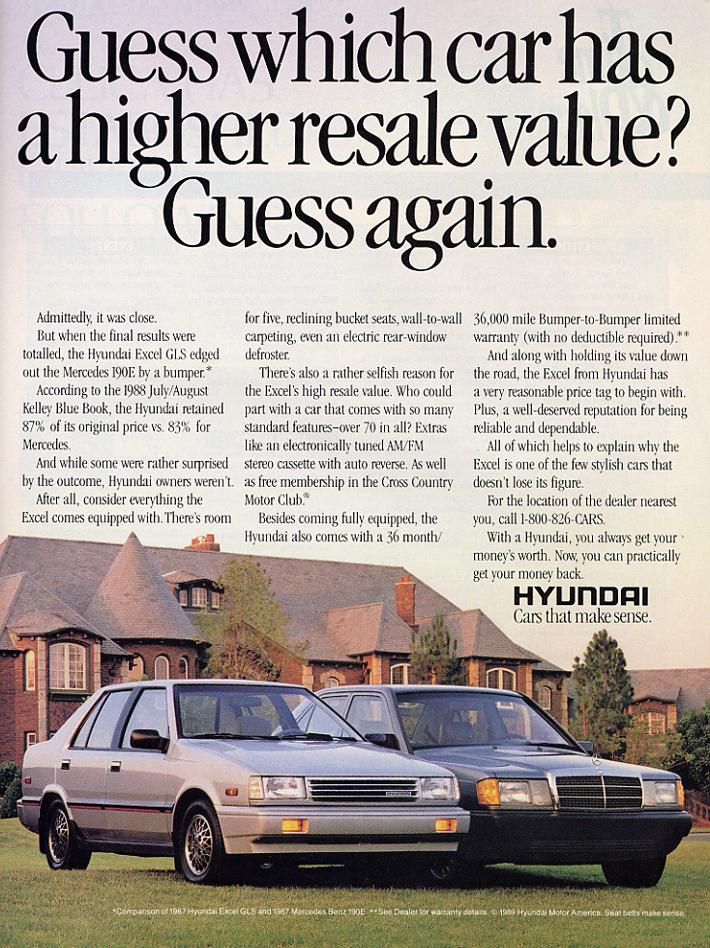 Guess which car has
a higher resale value?
Guess again.
Admittedly, it was close.
But when the final results were
totalled, the Hyundai Excel GLS edged
out the Mercedes 190E by a bumper.*
According to the 1988 July/August
Kelley Blue Book, the Hyundai retained
87% of its original price vs. 83% for
Mercedes.
And while some were rather surprised
by the outcome, Hyundai owners weren't.
After all, consider everything the
Excel comes equipped with. There's room
for five, reclining bucket seats, wall-to-wall
carpeting, even an electric rear-window
defroster.
There's also a rather selfish reason for
the Excel's high resale value. Who could
part with a car that comes with so many
standard features–over 70 in all? Extras
like an electronically tuned AM/FM
stereo cassette with auto reverse. As well
as free membership in the Cross Country
Motor Club.®
Besides coming fully equipped, the
Hyundai also comes with a 36 month/
36,000 mile Bumper-to-Bumper limited
warranty (with no deductible required).**
And along with holding its value down
the road, the Excel from Hyundai has
a very reasonable price tag to begin with.
Plus, a well-deserved reputation for being
reliable and dependable.
All of which helps to explain why the
Excel is one of the few stylish cars that
doesn't lose its figure.
For the location of the dealer nearest
you, call 1-800-826-CARS.
With a Hyundai, you always get your
money's worth. Now, you can practically
get your money back.
HYUNDAI
Cars that make sense.
*Comparison of 1987 Hyundai Excel GLS and 1987 Mercedes Benz 190E. **See Dealer for warranty details. © 1989 Hyundai Motor America. Seat belts make sense.